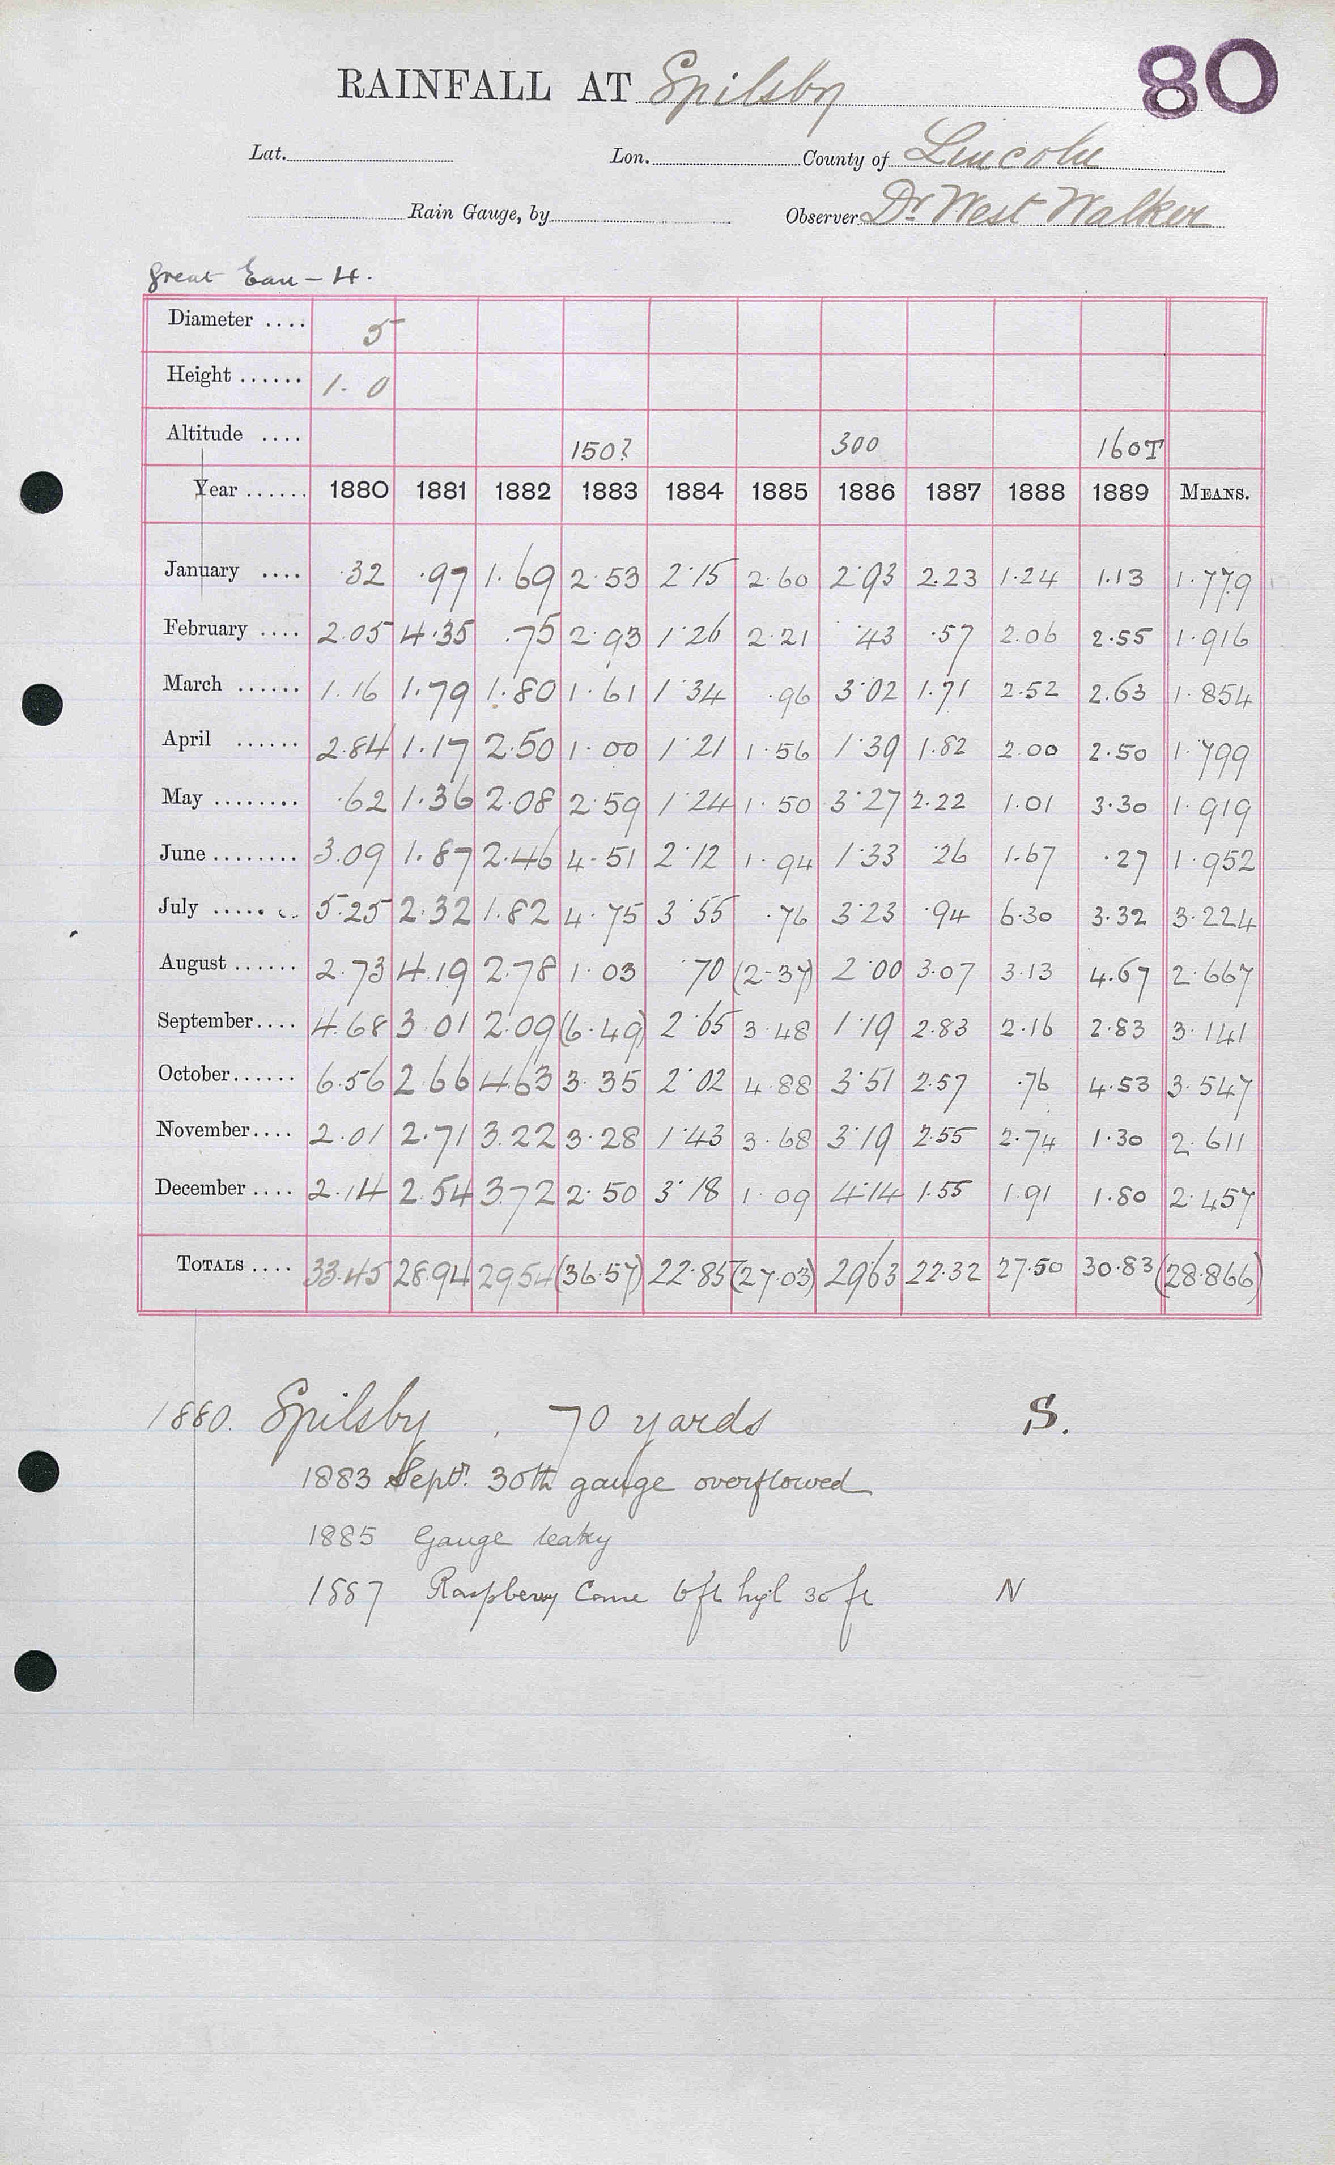 80
RAINFALL AT Spilsby
Lat. Lon. County of Lincoln
Rain Gauge, by Observer Dr. West Walker
Great Eau - H.
Diameter .... 5
Height ...... 1. 0
Altitude .... 150? 300 160T
Year ...... 1880 1881 1882 1883 1884 1885 1886 1887 1888 1889 MEANS.
January .... .32 .97 1.69 2.53 2.15 2.60 2.93 2.23 1.24 1.13 1.779
February .... 2.05 4.35 .75 2.93 1.26 2.21 .43 .57 2.06 2.55 1.916
March ...... 1.16 1.79 1.80 1.61 1.34 .96 3.02 1.71 2.52 2.63 1.854
April ...... 2.84 1.17 2.50 1.00 1.21 1.56 1.39 1.82 2.00 2.50 1.799
May ........ .62 1.36 2.08 2.59 1.24 1.50 3.27 2.22 1.01 3.30 1.919
June ........ 3.09 1.87 2.46 4.51 2.12 1.94 1.33 .26 1.67 .27 1.952
July ........ 5.25 2.32 1.82 4.75 3.55 .76 3.23 .94 6.30 3.32 3.224
August ...... 2.73 4.19 2.78 1.03 .70 (2.37) 2.00 3.07 3.13 4.67 2.667
September.... 4.68 3.01 2.09 (6.49) 2.65 3.48 1.19 2.83 2.16 2.83 3.141
October...... 6.56 2.66 4.63 3.35 2.02 4.88 3.51 2.57 .76 4.53 3.547
November.... 2.01 2.71 3.22 3.28 1.43 3.68 3.19 2.55 2.74 1.30 2.611
December .... 2.14 2.54 3.72 2.50 3.18 1.09 4.14 1.55 1.91 1.80 2.457
TOTALS .... 33.45 28.94 29.54 (36.57) 22.85 (27.03) 29.63 22.32 27.50 30.83 (28.866)
1880. Spilsby . 70 yards S.
1883 Septr. 30th gauge overflowed
1885 Gauge leaky
1887 Raspberry Cane 6ft high 30 ft N